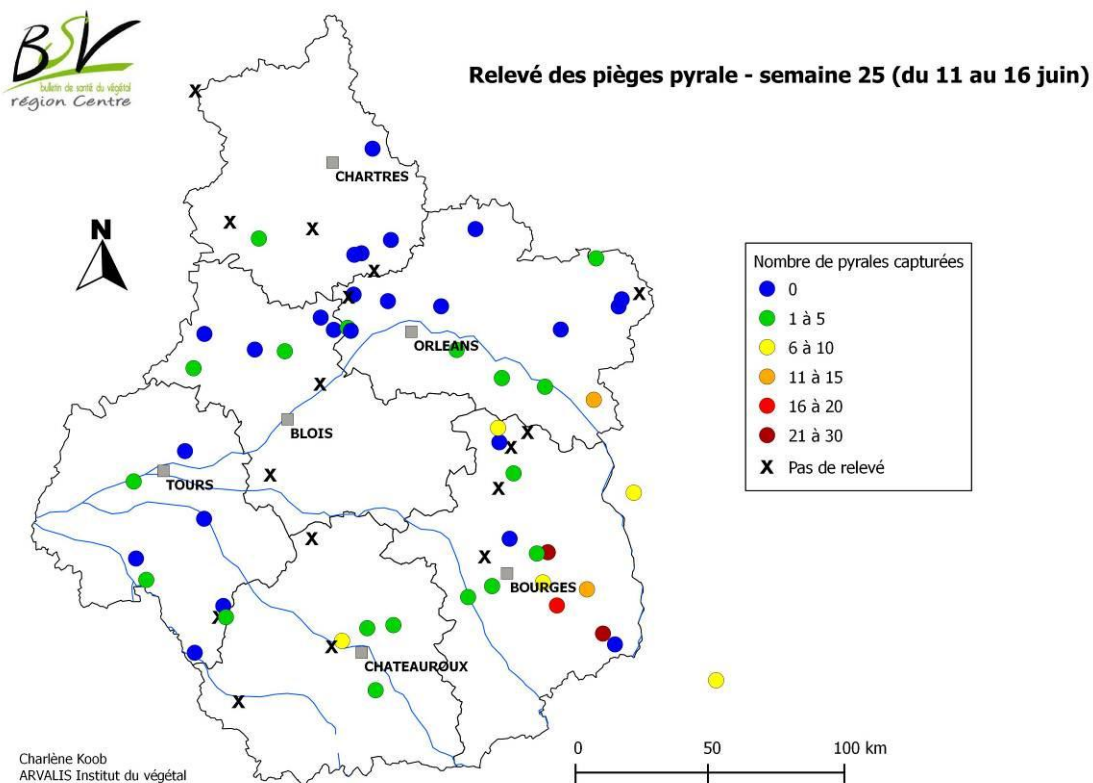 BSV
bulletin de santé du végétal
région Centre
Relevé des pièges pyrale - semaine 25 (du 11 au 16 juin)
N
X
CHARTRES
X
X
X
X
X
ORLEANS
X
BLOIS
X
X
X
TOURS
X
X
X
BOURGES
X
X
X
CHATEAUROUX
X
Nombre de pyrales capturées
0
1 à 5
6 à 10
11 à 15
16 à 20
21 à 30
X Pas de relevé
0 50 100 km
Charlène Koob
ARVALIS Institut du végétal